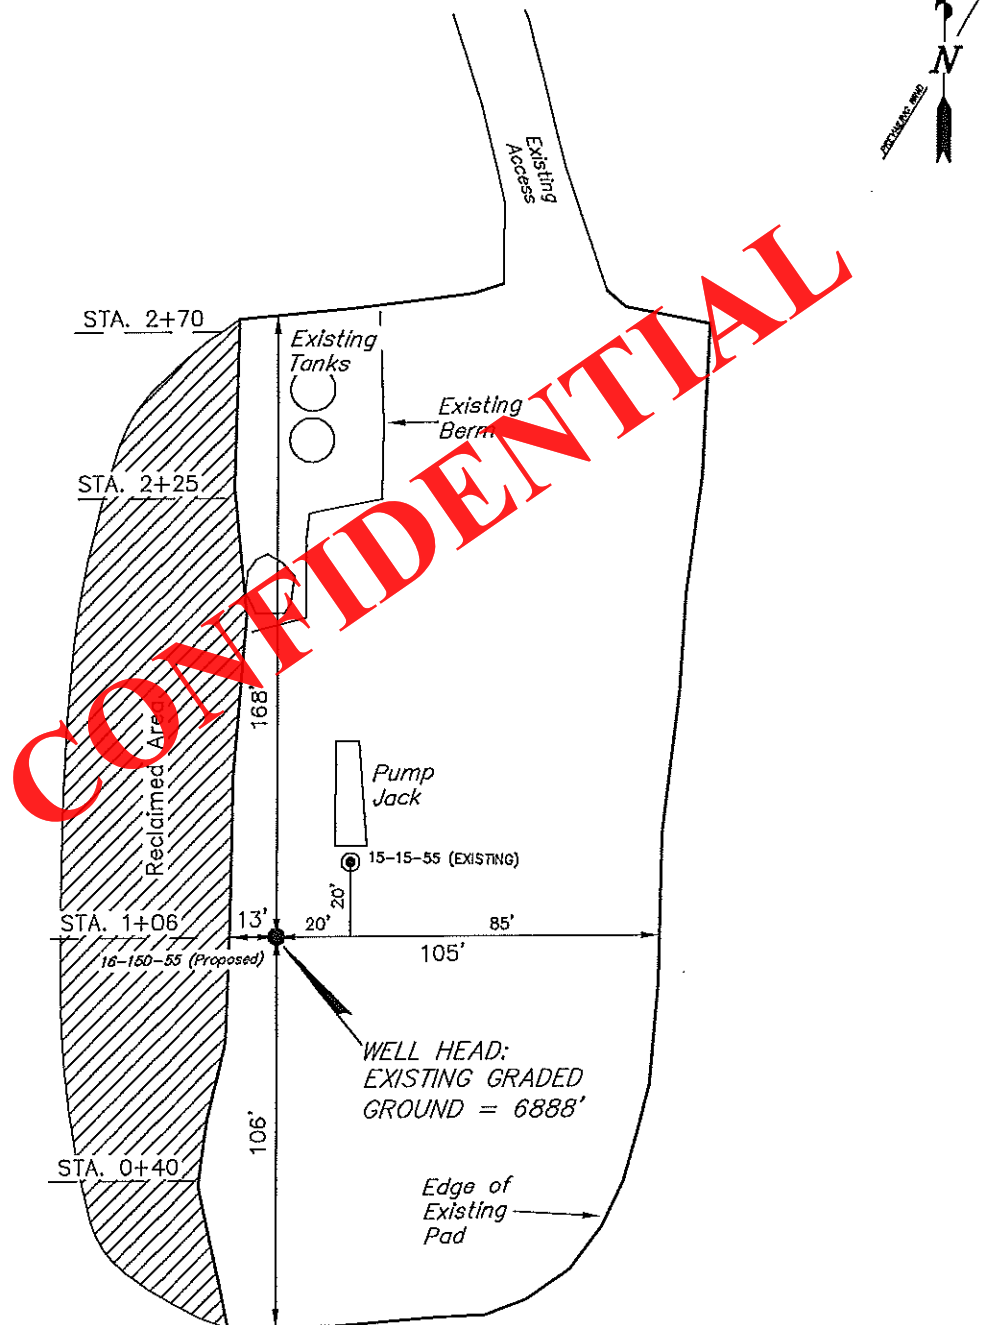 N
PREVAILING WIND
Existing
Access
STA. 2+70
Existing
Tanks
Existing
Berm
STA. 2+25
CONFIDENTIAL
168'
Reclaimed Area
Pump
Jack
15-15-55 (EXISTING)
20'
STA. 1+06
13'
20'
85'
105'
16-150-55 (Proposed)
WELL HEAD:
EXISTING GRADED
GROUND = 6888'
106'
STA. 0+40
Edge of
Existing
Pad